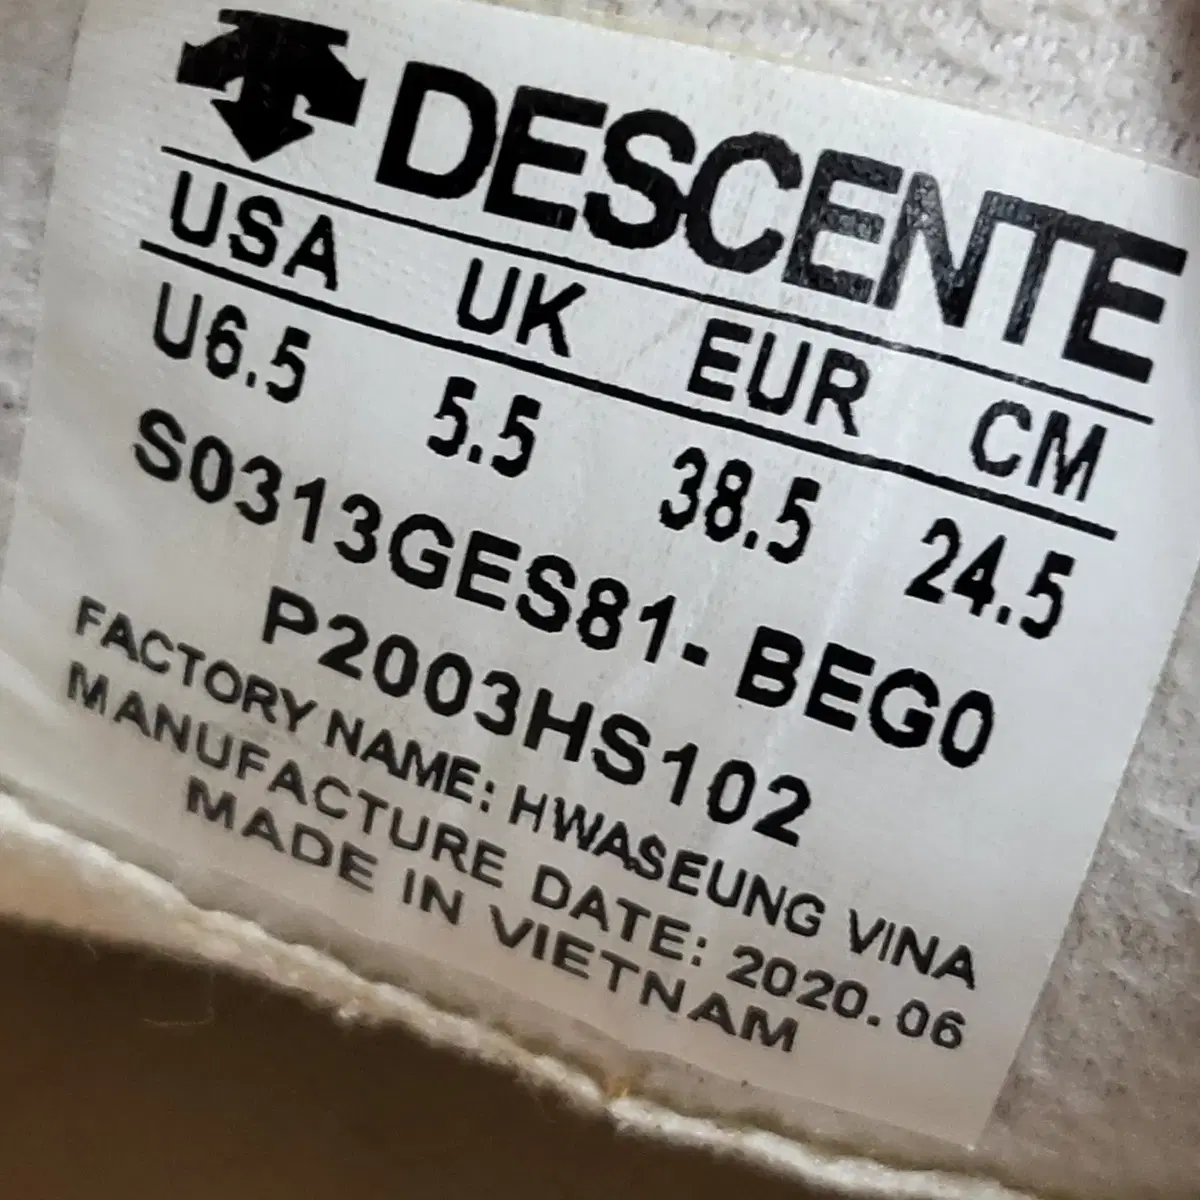 DESCENTE
USA UK EUR CM
U6.5 5.5 38.5 24.5
S0313GES81-BEG0
P2003HS102
FACTORY NAME: HWASEUNG VINA
MANUFACTURE DATE: 2020.06
MADE IN VIETNAM